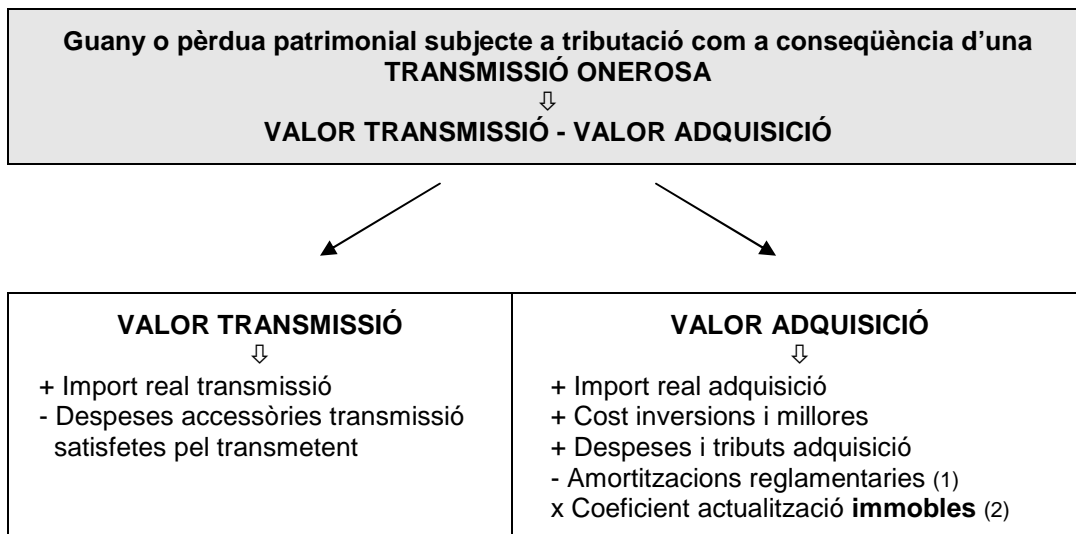 Guany o pèrdua patrimonial subjecte a tributació com a conseqüència d'una
TRANSMISSIÓ ONEROSA
⇩
VALOR TRANSMISSIÓ - VALOR ADQUISICIÓ
VALOR TRANSMISSIÓ
⇩
+ Import real transmissió
- Despeses accessòries transmissió
satisfetes pel transmetent
VALOR ADQUISICIÓ
⇩
+ Import real adquisició
+ Cost inversions i millores
+ Despeses i tributs adquisició
- Amortitzacions reglamentaries (1)
x Coeficient actualització immobles (2)